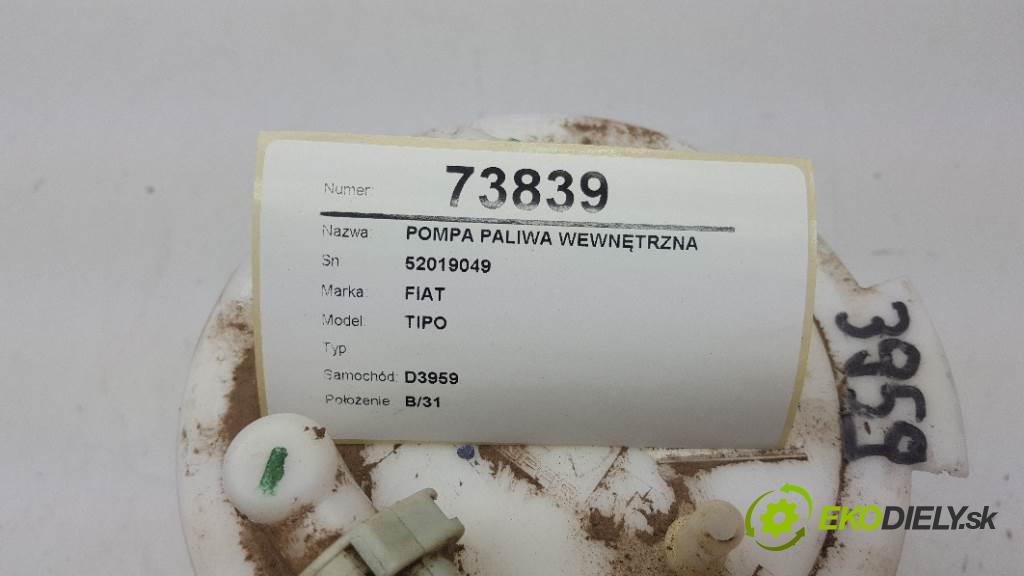 Numer: 73839
Nazwa: POMPA PALIWA WEWNĘTRZNA
Sn 52019049
Marka: FIAT
Model: TIPO
Typ
Samochód: D3959
Położenie B/31
3959
EKODIELY.sk